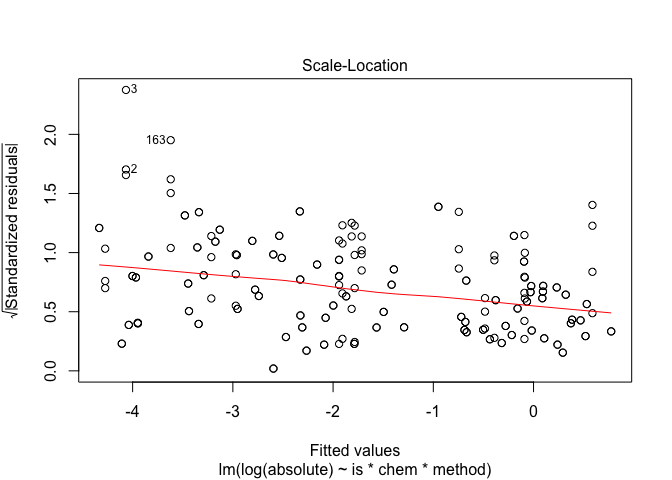 Scale-Location
√|Standardized residuals|
2.0
1.5
1.0
0.5
0.0
3
163
2
-4 -3 -2 -1 0
Fitted values
lm(log(absolute) ~ is * chem * method)